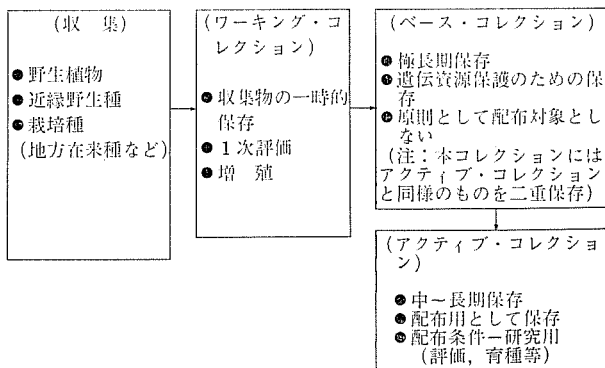 (収　集)
●野生植物
●近縁野生種
●栽培種
(地方在来種など)
(ワーキング・コ
レクション)
●収集物の一時的
保存
●1次評価
●増　殖
(ベース・コレクション)
●極長期保存
●遺伝資源保護のための保
存
●原則として配布対象とし
ない
(注：本コレクションには
アクティブ・コレクション
と同様のものを二重保存)
(アクティブ・コレクショ
ン)
●中〜長期保存
●配布用として保存
●配布条件－研究用
(評価，育種等)